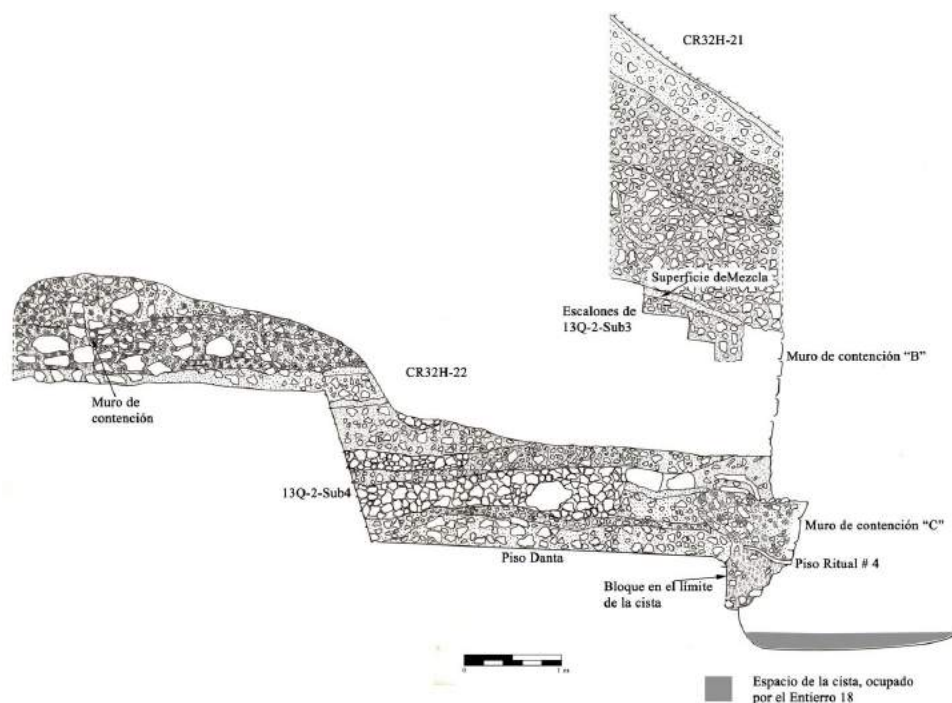 CR32H-21
Superficie deMezcla
Escalones de
13Q-2-Sub3
Muro de contención “B”
CR32H-22
Muro de
contención
13Q-2-Sub4
Muro de contención “C”
Piso Danta
Piso Ritual # 4
Bloque en el límite
de la cista
0 1 m
Espacio de la cista, ocupado
por el Entierro 18